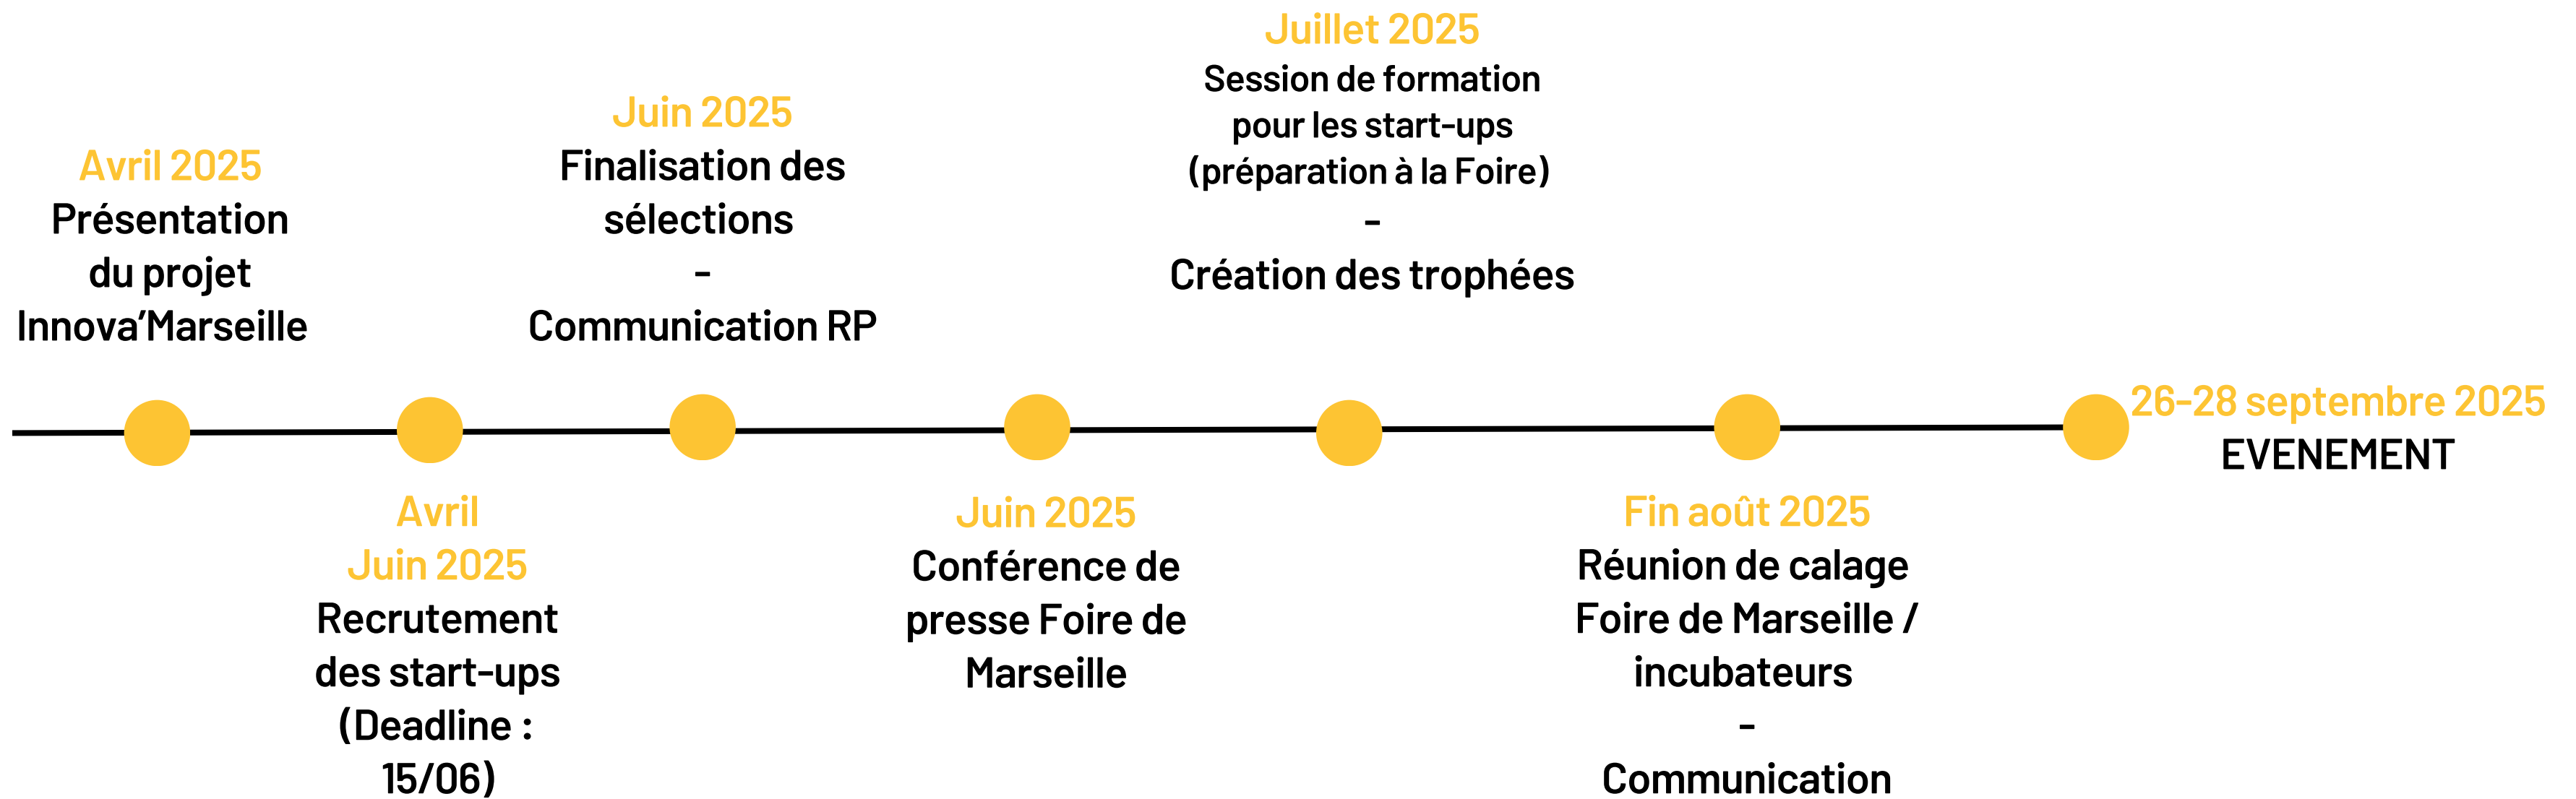 Avril 2025
Présentation
du projet
Innova’Marseille
Avril
Juin 2025
Recrutement
des start-ups
(Deadline :
15/06)
Juin 2025
Finalisation des
sélections
-
Communication RP
Juin 2025
Conférence de
presse Foire de
Marseille
Juillet 2025
Session de formation
pour les start-ups
(préparation à la Foire)
-
Création des trophées
Fin août 2025
Réunion de calage
Foire de Marseille /
incubateurs
-
Communication
26-28 septembre 2025
EVENEMENT